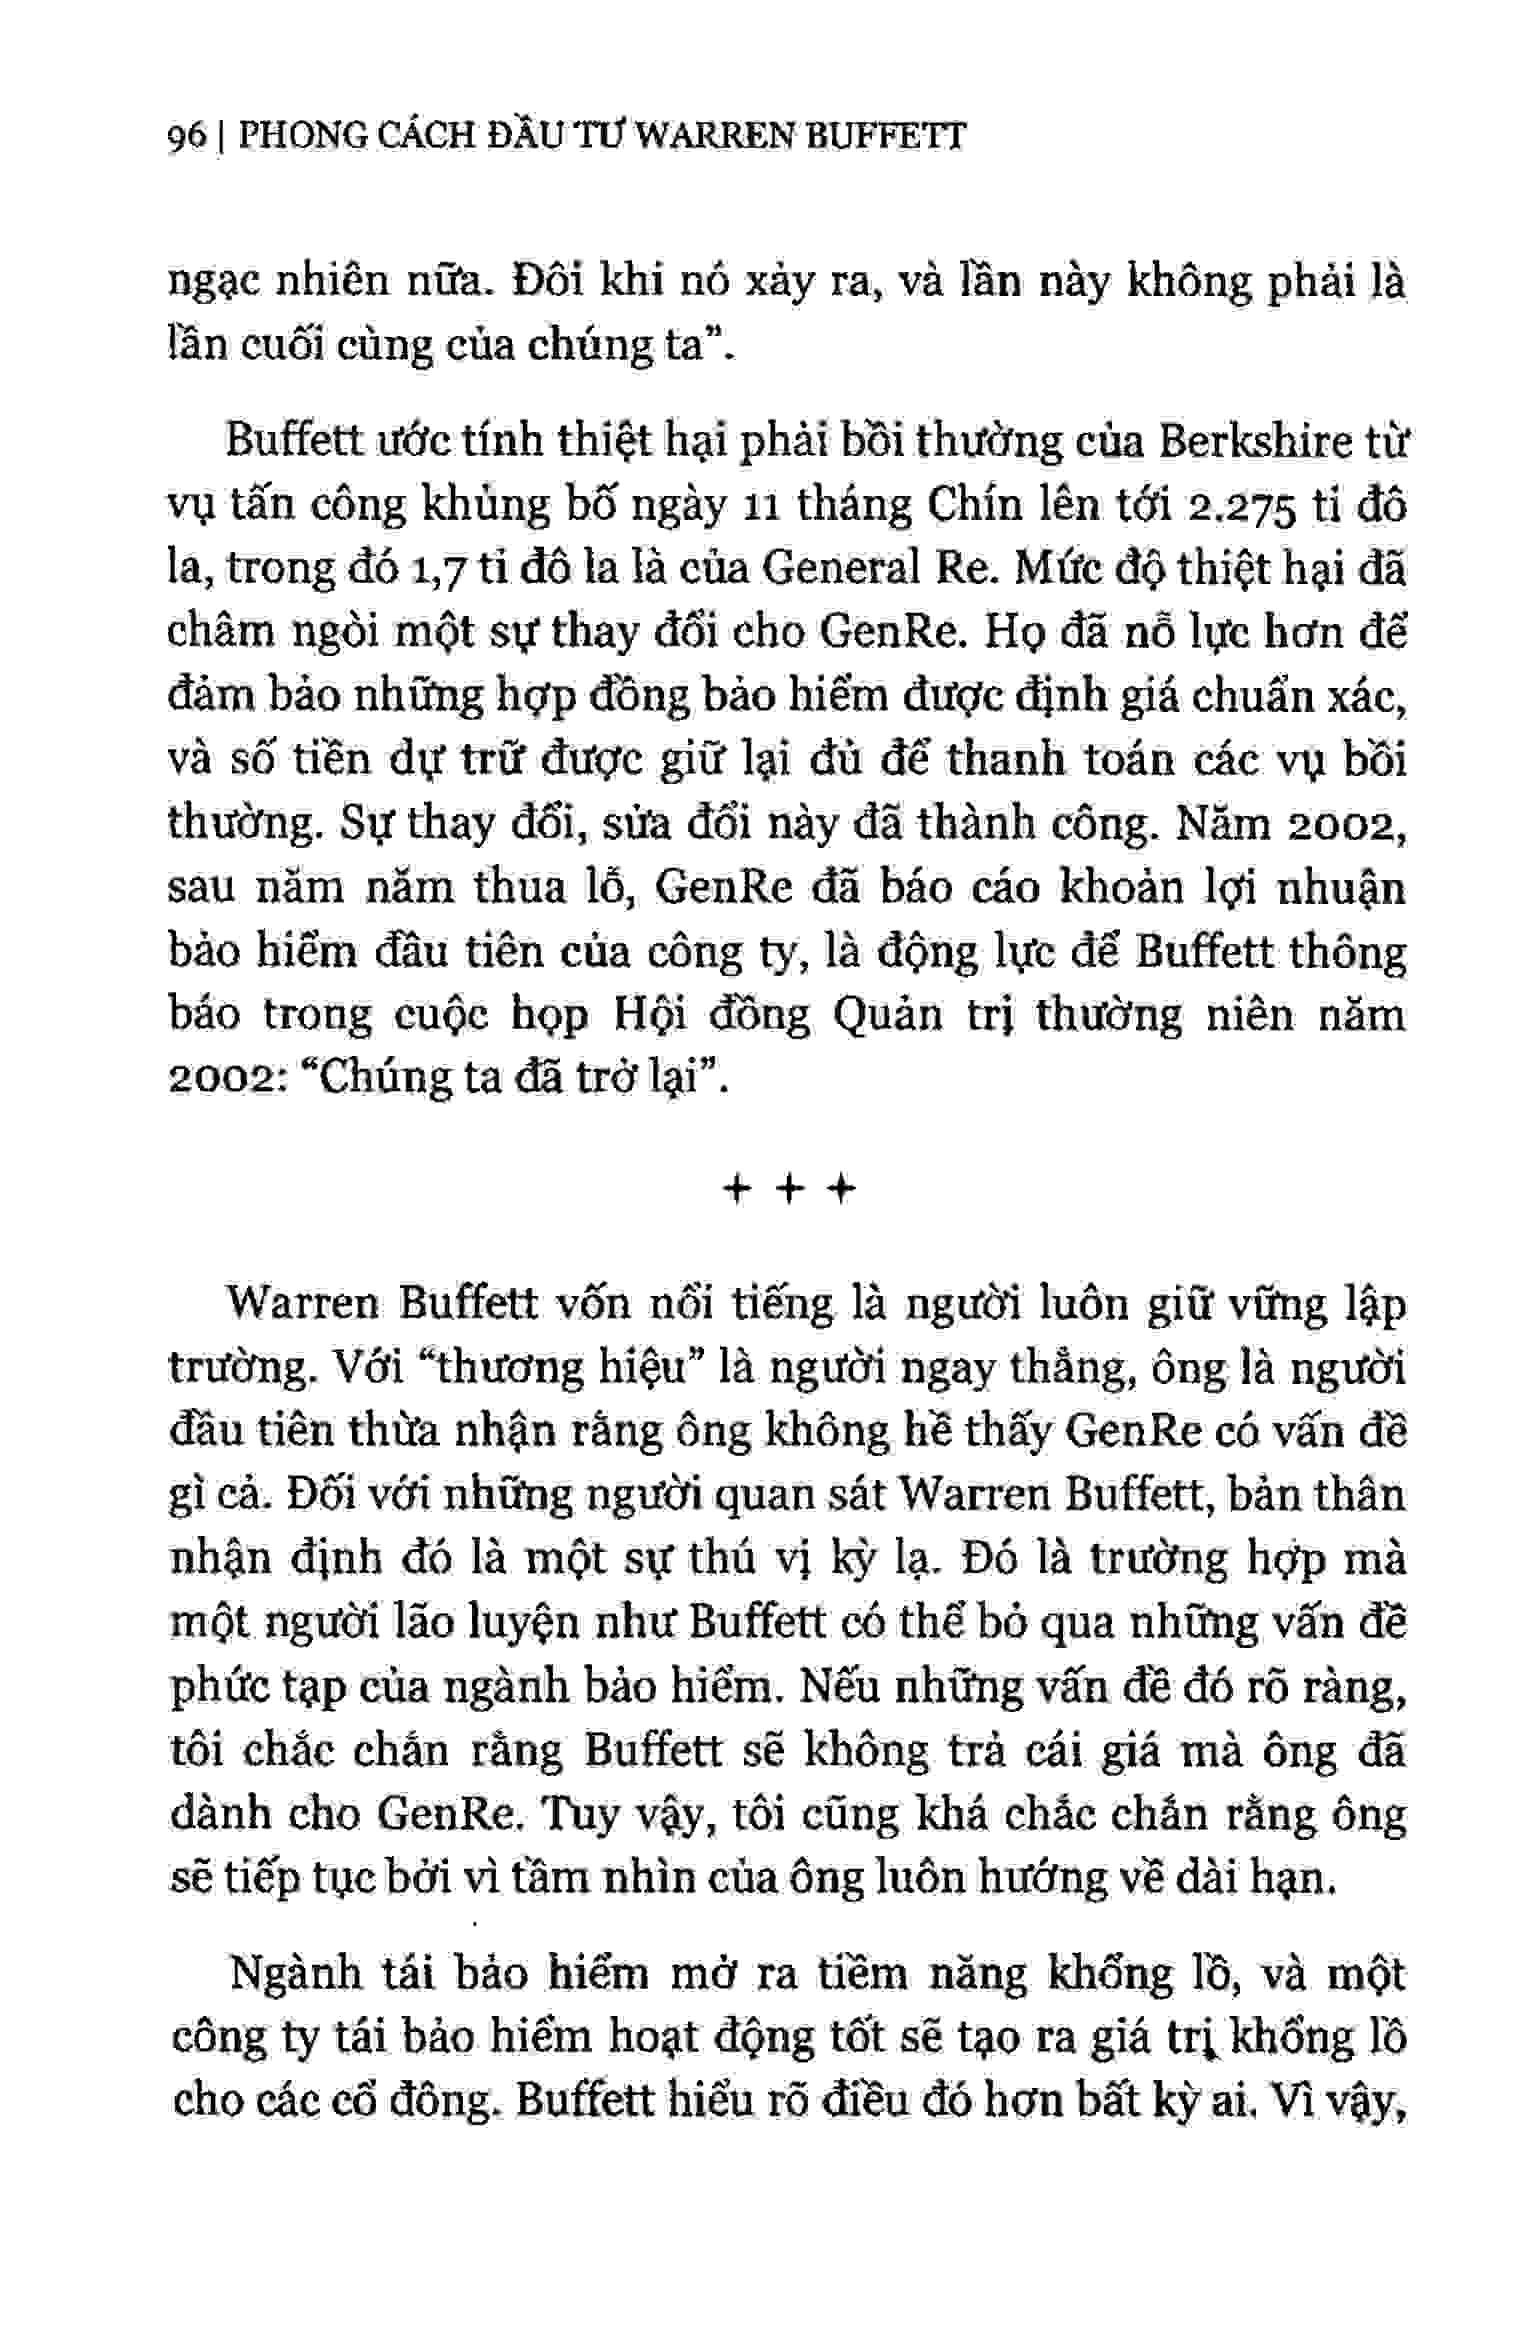 96 | PHONG CÁCH ĐẦU TƯ WARREN BUFFETT
ngạc nhiên nữa. Đôi khi nó xảy ra, và lần này không phải là
lần cuối cùng của chúng ta”.
Buffett ước tính thiệt hại phải bồi thường của Berkshire từ
vụ tấn công khủng bố ngày 11 tháng Chín lên tới 2.275 tỉ đô
la, trong đó 1,7 tỉ đô la là của General Re. Mức độ thiệt hại đã
châm ngòi một sự thay đổi cho GenRe. Họ đã nỗ lực hơn để
đảm bảo những hợp đồng bảo hiểm được định giá chuẩn xác,
và số tiền dự trữ được giữ lại đủ để thanh toán các vụ bồi
thường. Sự thay đổi, sửa đổi này đã thành công. Năm 2002,
sau năm năm thua lỗ, GenRe đã báo cáo khoản lợi nhuận
bảo hiểm đầu tiên của công ty, là động lực để Buffett thông
báo trong cuộc họp Hội đồng Quản trị thường niên năm
2002: “Chúng ta đã trở lại”.
+ + +
Warren Buffett vốn nổi tiếng là người luôn giữ vững lập
trường. Với “thương hiệu” là người ngay thẳng, ông là người
đầu tiên thừa nhận rằng ông không hề thấy GenRe có vấn đề
gì cả. Đối với những người quan sát Warren Buffett, bản thân
nhận định đó là một sự thú vị kỳ lạ. Đó là trường hợp mà
một người lão luyện như Buffett có thể bỏ qua những vấn đề
phức tạp của ngành bảo hiểm. Nếu những vấn đề đó rõ ràng,
tôi chắc chắn rằng Buffett sẽ không trả cái giá mà ông đã
dành cho GenRe. Tuy vậy, tôi cũng khá chắc chắn rằng ông
sẽ tiếp tục bởi vì tầm nhìn của ông luôn hướng về dài hạn.
Ngành tái bảo hiểm mở ra tiềm năng khổng lồ, và một
công ty tái bảo hiểm hoạt động tốt sẽ tạo ra giá trị khổng lồ
cho các cổ đông. Buffett hiểu rõ điều đó hơn bất kỳ ai. Vì vậy,